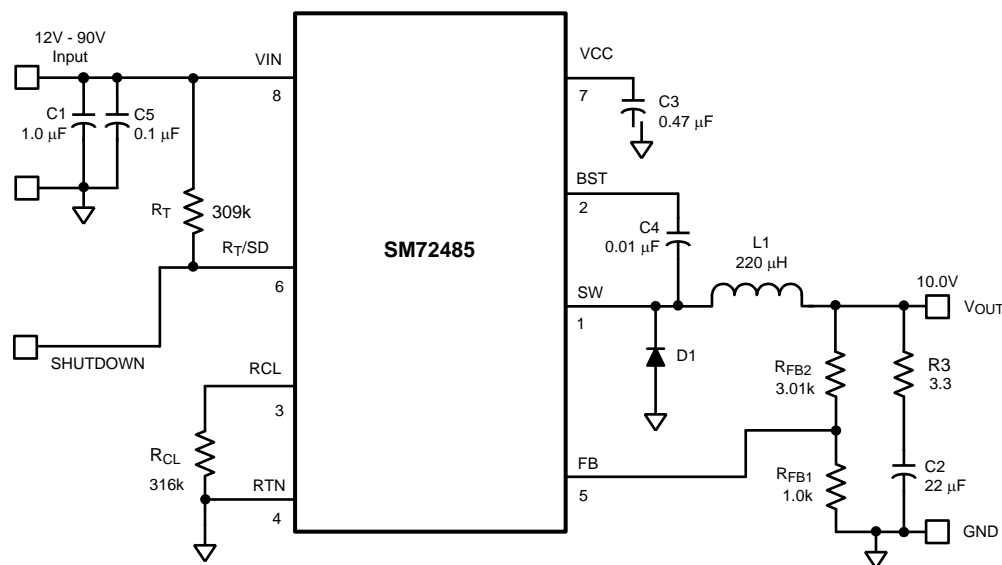 12V - 90V
Input
VIN
8
C1
1.0 μF
C5
0.1 μF
RT
309k
RT/SD
6
SHUTDOWN
RCL
3
RCL
316k
RTN
4
SM72485
VCC
7
C3
0.47 μF
BST
2
C4
0.01 μF
L1
220 μH
SW
1
D1
10.0V
VOUT
RFB2
3.01k
R3
3.3
FB
5
RFB1
1.0k
C2
22 μF
GND